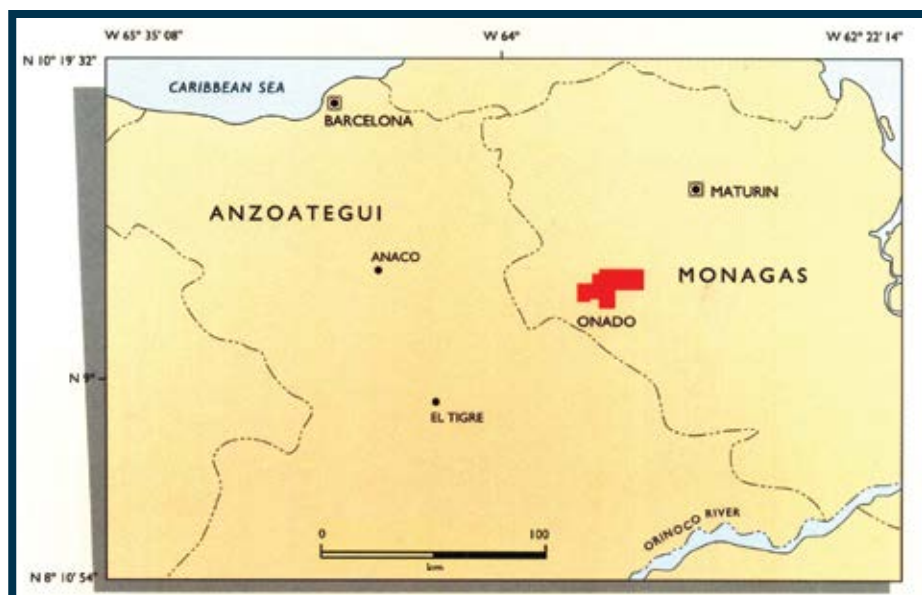 W 65° 35' 08"
W 64°
W 62° 22' 14"
N 10° 19' 32"
CARIBBEAN SEA
BARCELONA
MATURIN
ANZOATEGUI
ANACO
MONAGAS
ONADO
N 9°
EL TIGRE
ORINOCO RIVER
0
100
km
N 8° 10' 54"